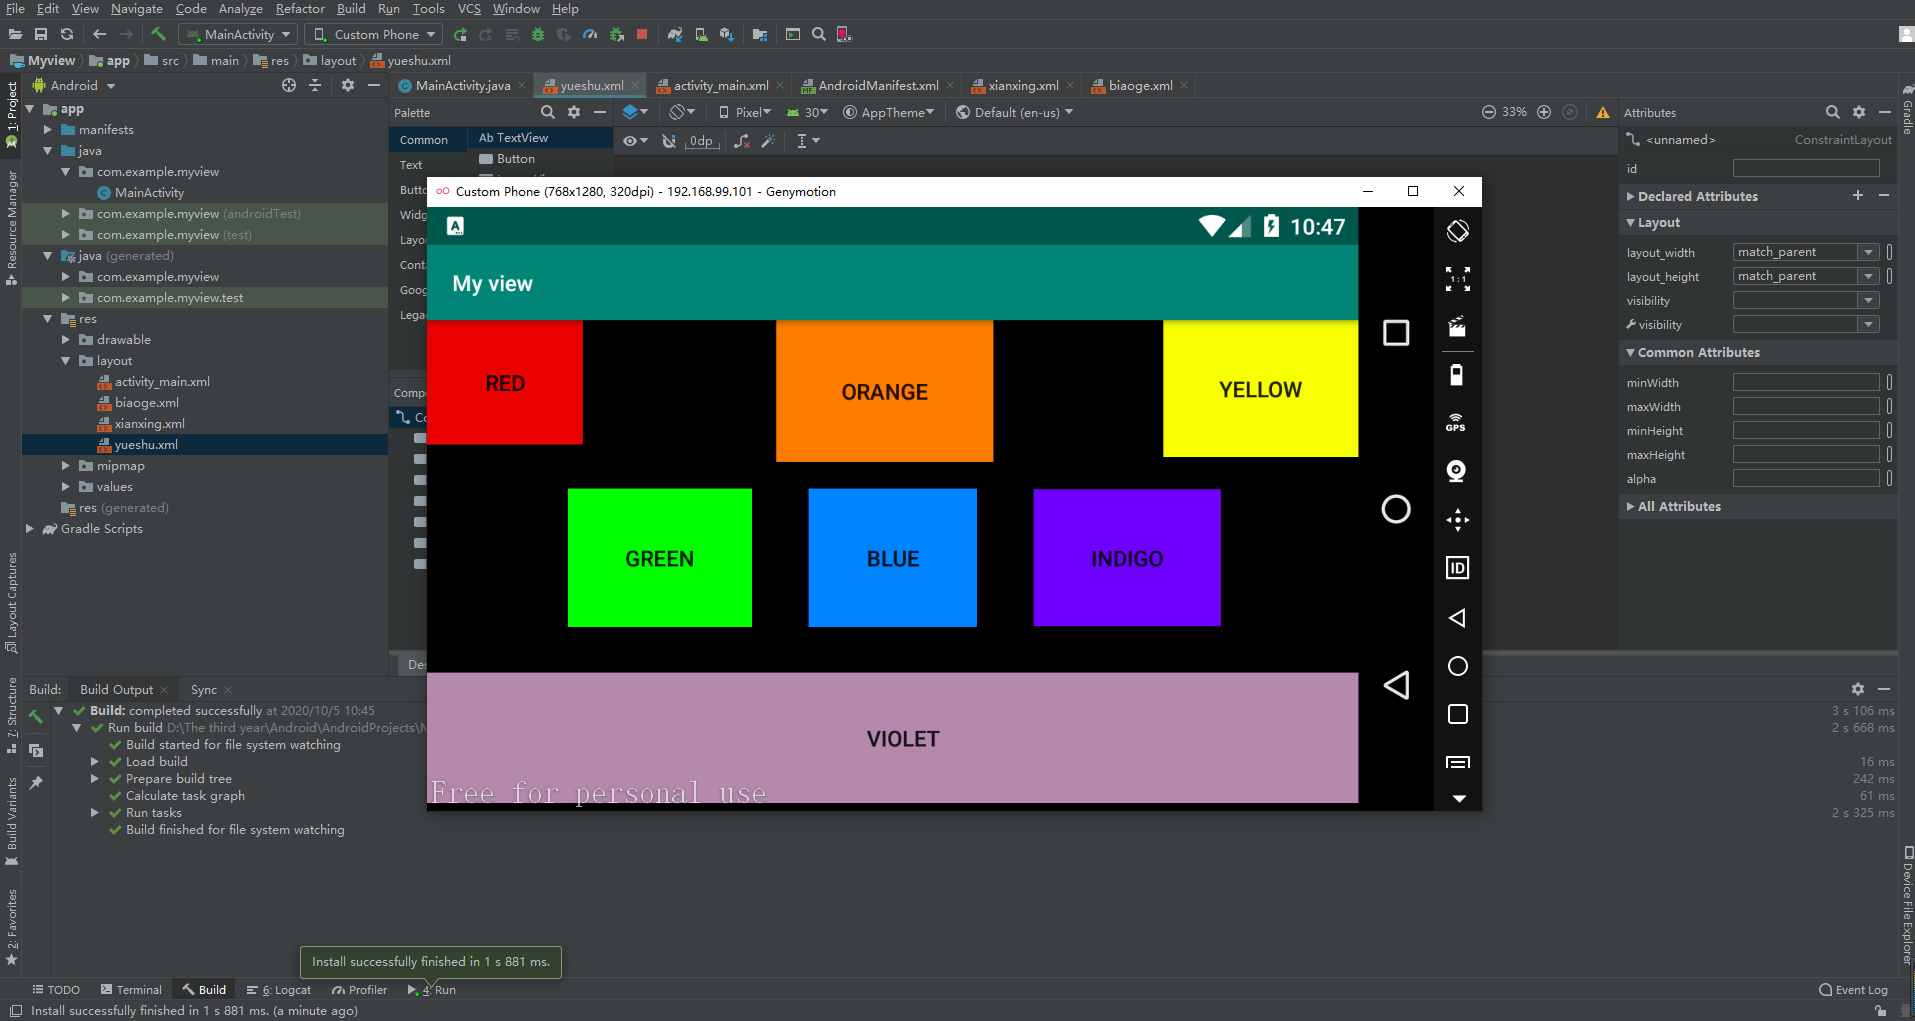 File Edit View Navigate Code Analyze Refactor Build Run Tools VCS Window Help
MainActivity Custom Phone
Myview app src main res layout yueshu.xml
1: Project
Resource Manager
Layout Captures
7: Structure
Build Variants
2: Favorites
Android
app
manifests
java
com.example.myview
MainActivity
com.example.myview (androidTest)
com.example.myview (test)
java (generated)
com.example.myview
com.example.myview.test
res
drawable
layout
activity_main.xml
biaoge.xml
xianxing.xml
yueshu.xml
mipmap
values
res (generated)
Gradle Scripts
MainActivity.java yueshu.xml activity_main.xml AndroidManifest.xml xianxing.xml biaoge.xml
Palette
Common
Text
Butto
Widg
Layou
Cont
Goog
Legac
Ab TextView
Button
Pixel 30 AppTheme Default (en-us) 33%
0dp
Compo
Co
Des
Custom Phone (768x1280, 320dpi) - 192.168.99.101 - Genymotion
A
10:47
My view
RED
ORANGE
YELLOW
GREEN
BLUE
INDIGO
VIOLET
Free for personal use
1:1
GPS
ID
Attributes
<unnamed> ConstraintLayout
id
Declared Attributes
Layout
layout_width match_parent
layout_height match_parent
visibility
visibility
Common Attributes
minWidth
maxWidth
minHeight
maxHeight
alpha
All Attributes
Gradle
Device File Explorer
Build: Build Output Sync
Build: completed successfully at 2020/10/5 10:45 3 s 106 ms
Run build D:\The third year\Android\AndroidProjects\M 2 s 668 ms
Build started for file system watching
Load build 16 ms
Prepare build tree 242 ms
Calculate task graph 61 ms
Run tasks 2 s 325 ms
Build finished for file system watching
Install successfully finished in 1 s 881 ms.
TODO Terminal Build 6: Logcat Profiler 4: Run Event Log
Install successfully finished in 1 s 881 ms. (a minute ago)